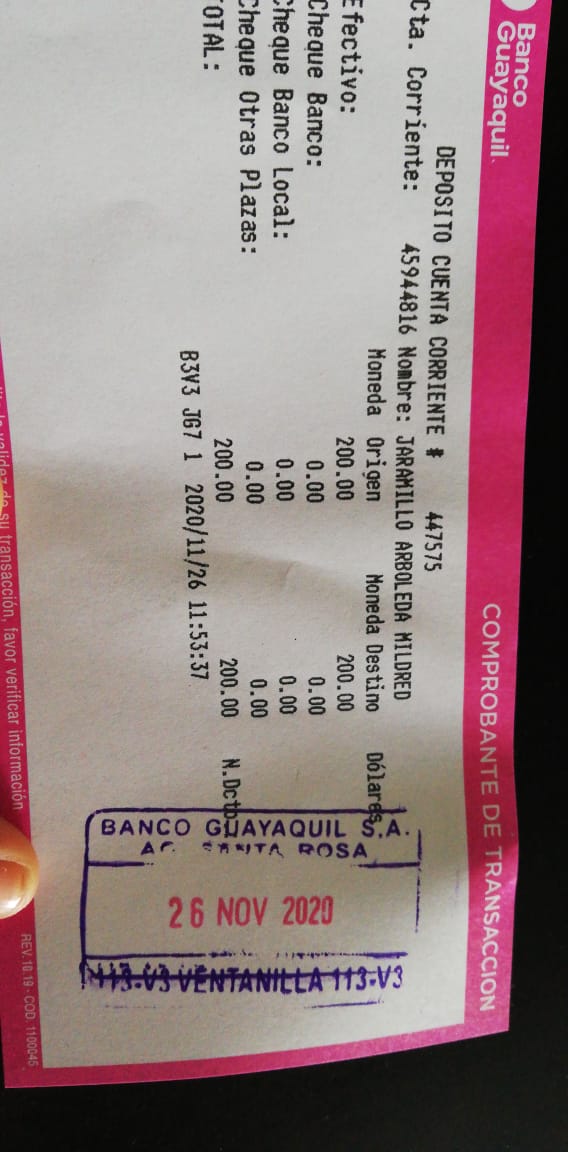 Banco
Guayaquil
COMPROBANTE DE TRANSACCION
DEPOSITO CUENTA CORRIENTE # 447575
Cta. Corriente: 45944816 Nombre: JARAMILLO ARBOLEDA MILDRED
Moneda Origen Moneda Destino Dólares
Efectivo: 200.00 200.00
Cheque Banco: 0.00 0.00
Cheque Banco Local: 0.00 0.00
Cheque Otras Plazas: 0.00 0.00
TOTAL: 200.00 200.00 N.Dcto
B3V3 JG7 1 2020/11/26 11:53:37
BANCO GUAYAQUIL S.A.
AG. SANTA ROSA
26 NOV 2020
113-V3 VENTANILLA 113-V3
la validez de su transacción, favor verificar información
REV. 10.19 - COD. 1100045